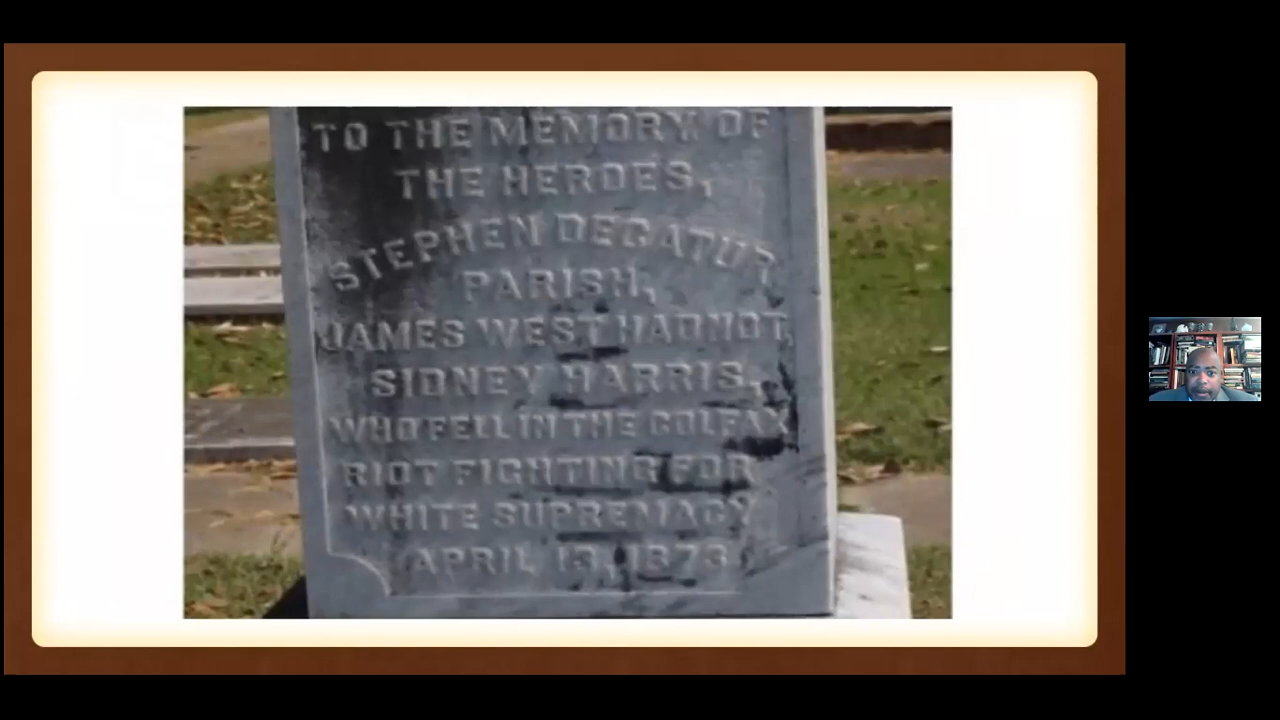 TO THE MEMORY OF
THE HEROES,
STEPHEN DECATUR
PARISH,
JAMES WEST HADNOT,
SIDNEY HARRIS,
WHO FELL IN THE COLFAX
RIOT FIGHTING FOR
WHITE SUPREMACY
APRIL 13, 1873